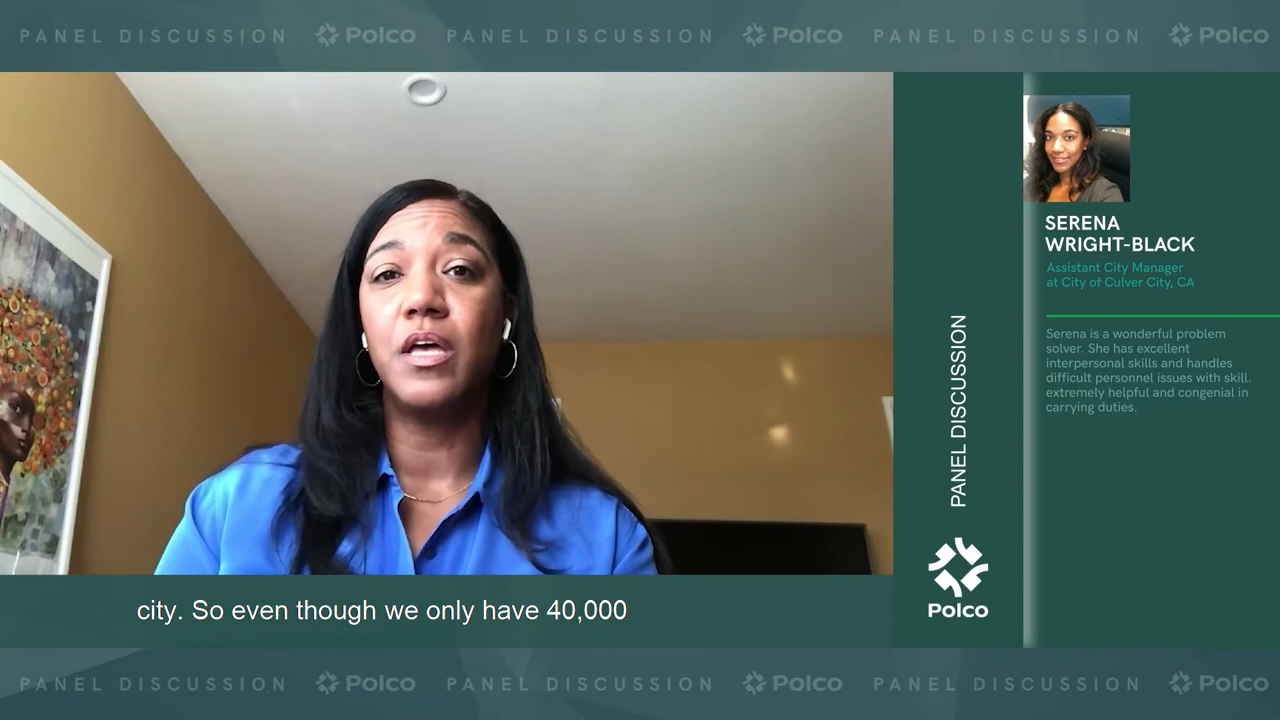 PANEL DISCUSSION Polco PANEL DISCUSSION Polco PANEL DISCUSSION Polco
SERENA
WRIGHT-BLACK
Assistant City Manager
at City of Culver City, CA
Serena is a wonderful problem
solver. She has excellent
interpersonal skills and handles
difficult personnel issues with skill.
extremely helpful and congenial in
carrying duties.
PANEL DISCUSSION
Polco
city. So even though we only have 40,000
PANEL DISCUSSION Polco PANEL DISCUSSION Polco PANEL DISCUSSION Polco